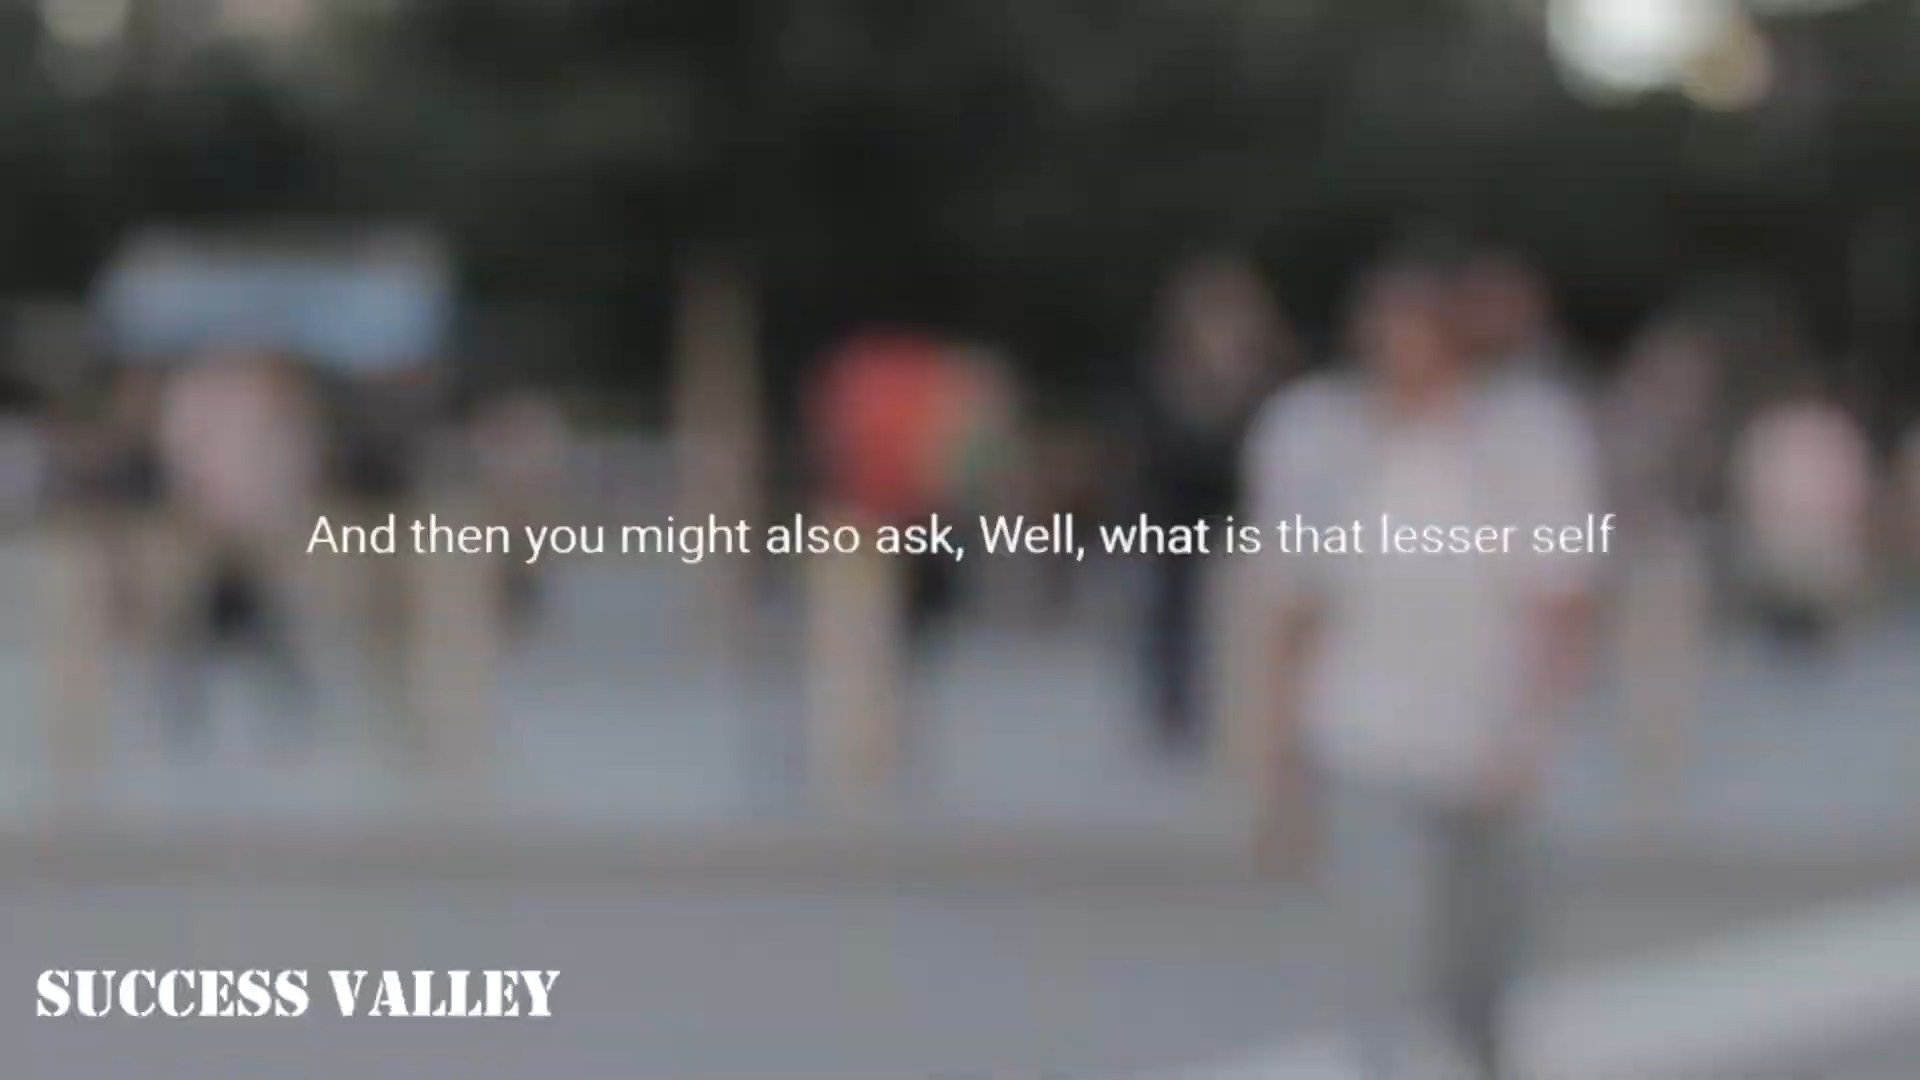 And then you might also ask, Well, what is that lesser self
SUCCESS VALLEY